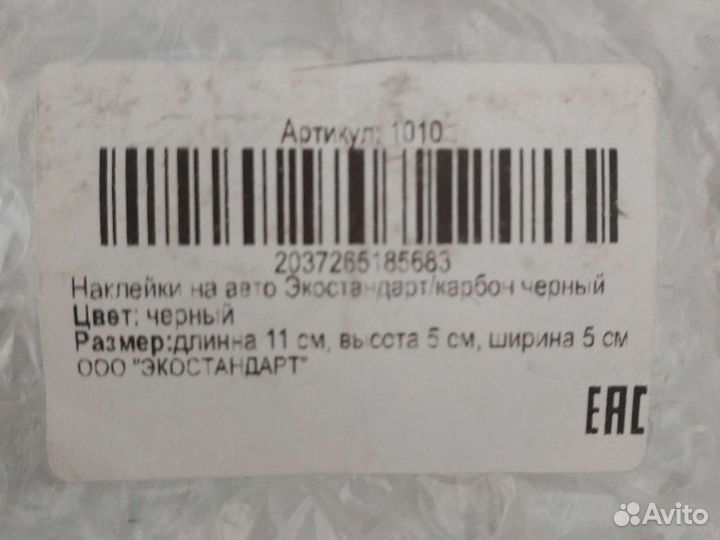 Артикул:
2037265185683
Наклейки на авто Экостандарт/карбон черный
Цвет: черный
Размер:длинна 11 см, высота 5 см, ширина 5 см
ООО "ЭКОСТАНДАРТ"
EAC
Avito